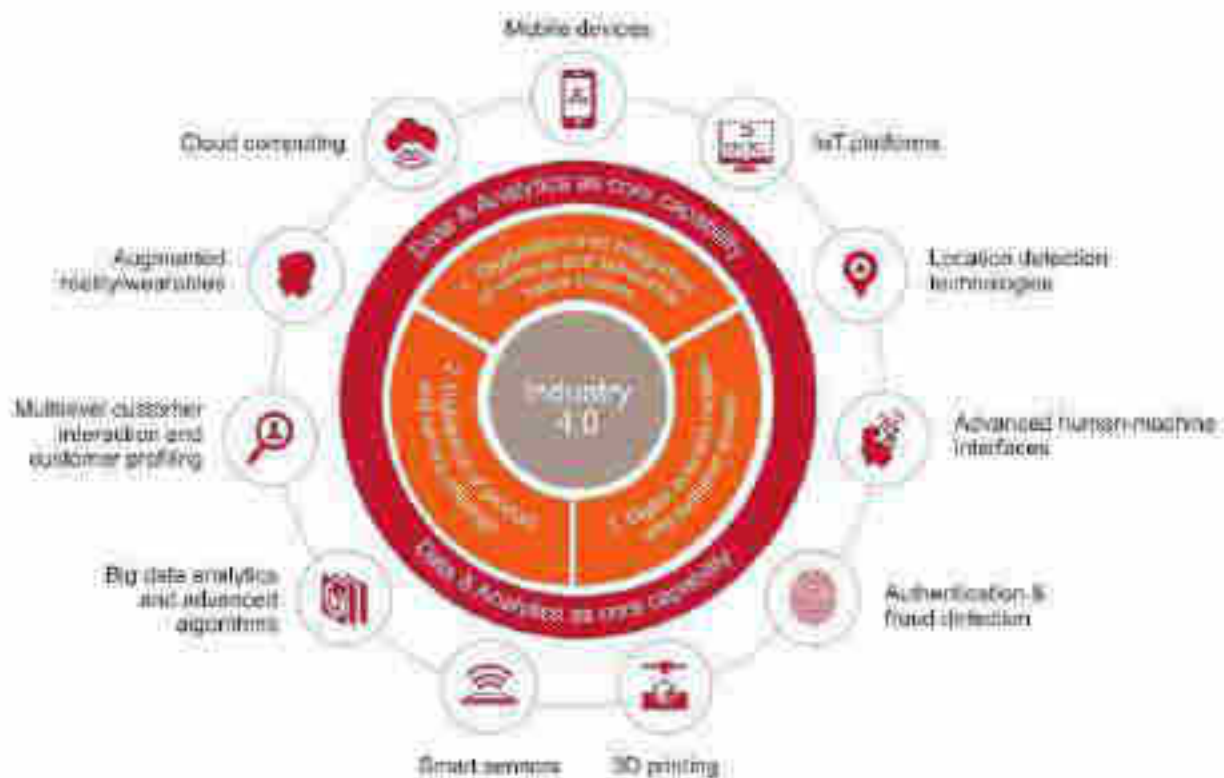 Mobile devices
Cloud computing
IoT platforms
Augmented
reality/wearables
Location detection
technologies
Multilevel customer
interaction and
customer profiling
Advanced human-machine
interfaces
Big data analytics
and advanced
algorithms
Authentication &
fraud detection
Smart sensors
3D printing
Data & Analytics as core capability
Industry
4.0
Data & Analytics as core capability